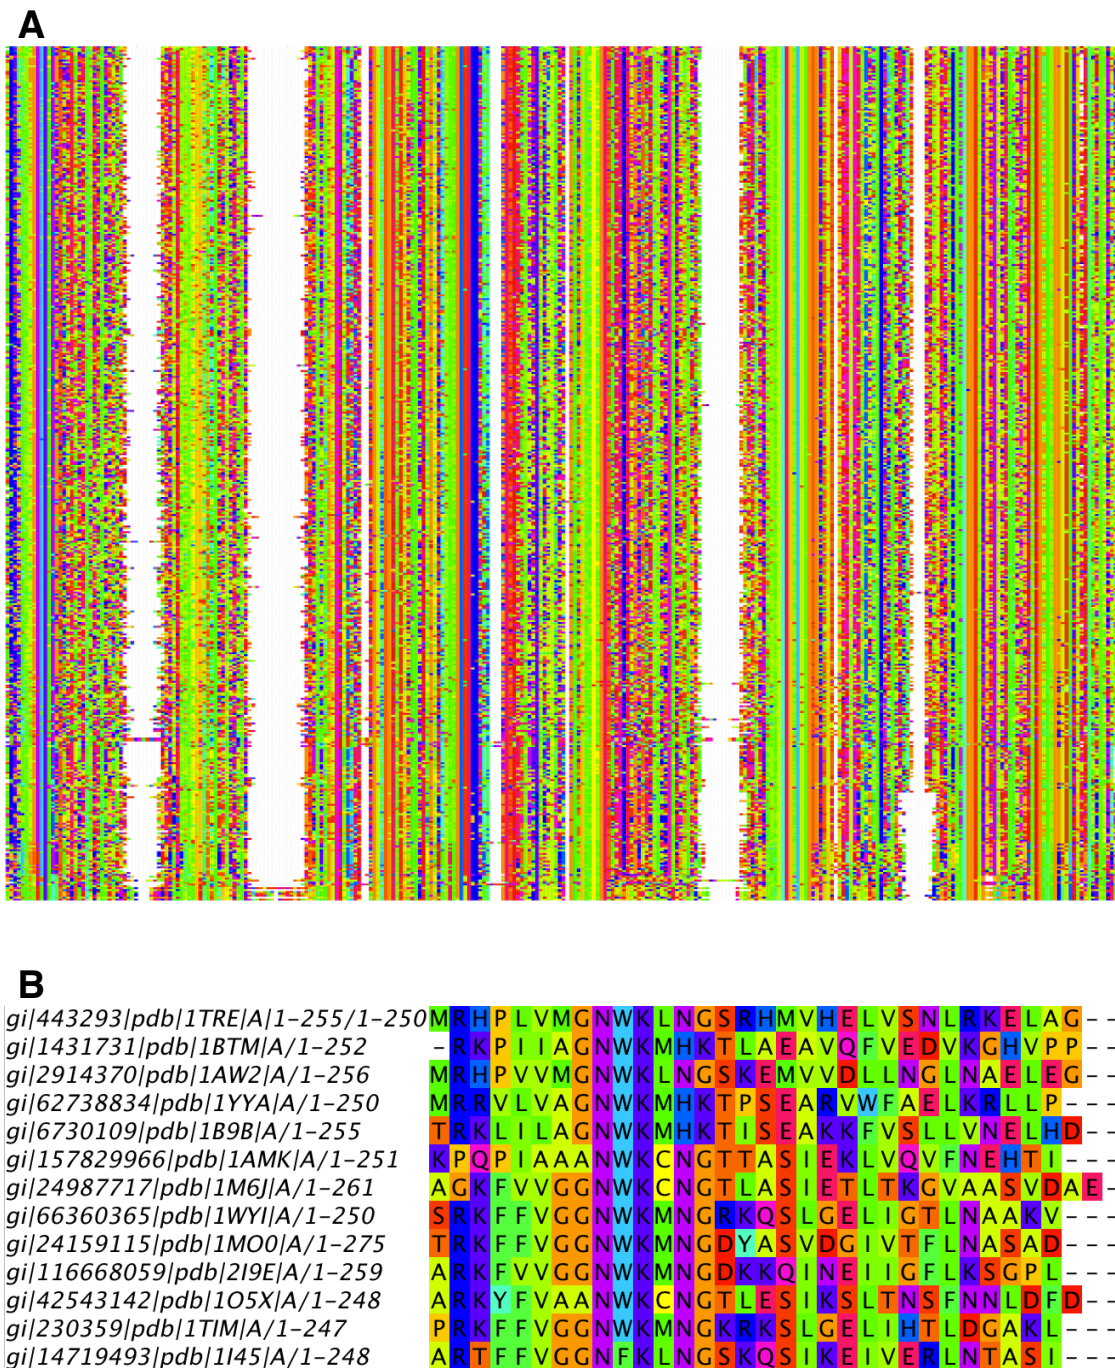 A
B
gi|443293|pdb|1TRE|A|1-255/1-250 MRHPLVMGNWKLNGSRHMVHELVSNLRKELAG--
gi|1431731|pdb|1BTM|A/1-252 -RKPIIAGNWKMHKTLAEAVQFVEDVKGHVPP--
gi|2914370|pdb|1AW2|A/1-256 MRHPVVMGNWKLNGSKEMVVDLLNGLNAELEG--
gi|62738834|pdb|1YYA|A/1-250 MRRVLVAGNWKMHKTPSEARVWFAELKRLLP---
gi|6730109|pdb|1B9B|A/1-255 TRKLILAGNWKMHKTISEAKKFVSLLVNELHD--
gi|157829966|pdb|1AMK|A/1-251 KPQPIAAANWKCNGTTASIEKLVQVFNEHTI---
gi|24987717|pdb|1M6J|A/1-261 AGKFVVGGNWKCNGTLASIETLTKGVAASVDAE-
gi|66360365|pdb|1WYI|A/1-250 SRKFFVGGNWKMNGRKQSLGELIGTLNAAKV---
gi|24159115|pdb|1MO0|A/1-275 TRKFFVGGNWKMNGDYASVDGIVTFLNASAD---
gi|116668059|pdb|2I9E|A/1-259 ARKFVVGGNWKMNGDKKQINEIIGFLKSGPL---
gi|42543142|pdb|1O5X|A/1-248 ARKYFVAANWKCNGTLESIKSLTNSFNNLDFD--
gi|230359|pdb|1TIM|A/1-247 PRKFFVGGNWKMNGKRKSLGELIHTLDGAKL---
gi|14719493|pdb|1I45|A/1-248 ARTFFVGGNFKLNGSKQSIKEIVERLNTASI---